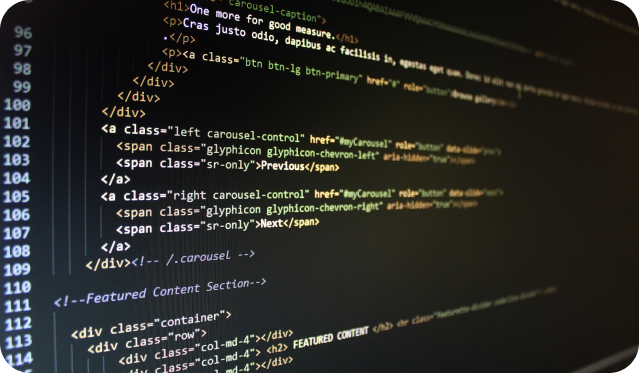 carousel-caption">
<h1>One more for good measure.</h1>
96 <p>Cras justo odio, dapibus ac facilisis in, egestas eget quam. Donec id elit non mi
97 .</p>
98 <p><a class="btn btn-lg btn-primary" href="#" role="button">Browse gallery</a></p>
99 </div>
100 </div>
101 </div>
102 </div>
103 <a class="left carousel-control" href="#myCarousel" role="button" data-slide="prev">
104 <span class="glyphicon glyphicon-chevron-left" aria-hidden="true"></span>
105 <span class="sr-only">Previous</span>
106 </a>
107 <a class="right carousel-control" href="#myCarousel" role="button" data-slide="next">
108 <span class="glyphicon glyphicon-chevron-right" aria-hidden="true"></span>
109 <span class="sr-only">Next</span>
110 </a>
111 </div><!-- /.carousel -->
112 <!--Featured Content Section-->
113 <div class="container">
114 <div class="row">
<div class="col-md-4"></div>
<div class="col-md-4"> <h2> FEATURED CONTENT </h2> <hr class=
<div class="col-md-4"></div>